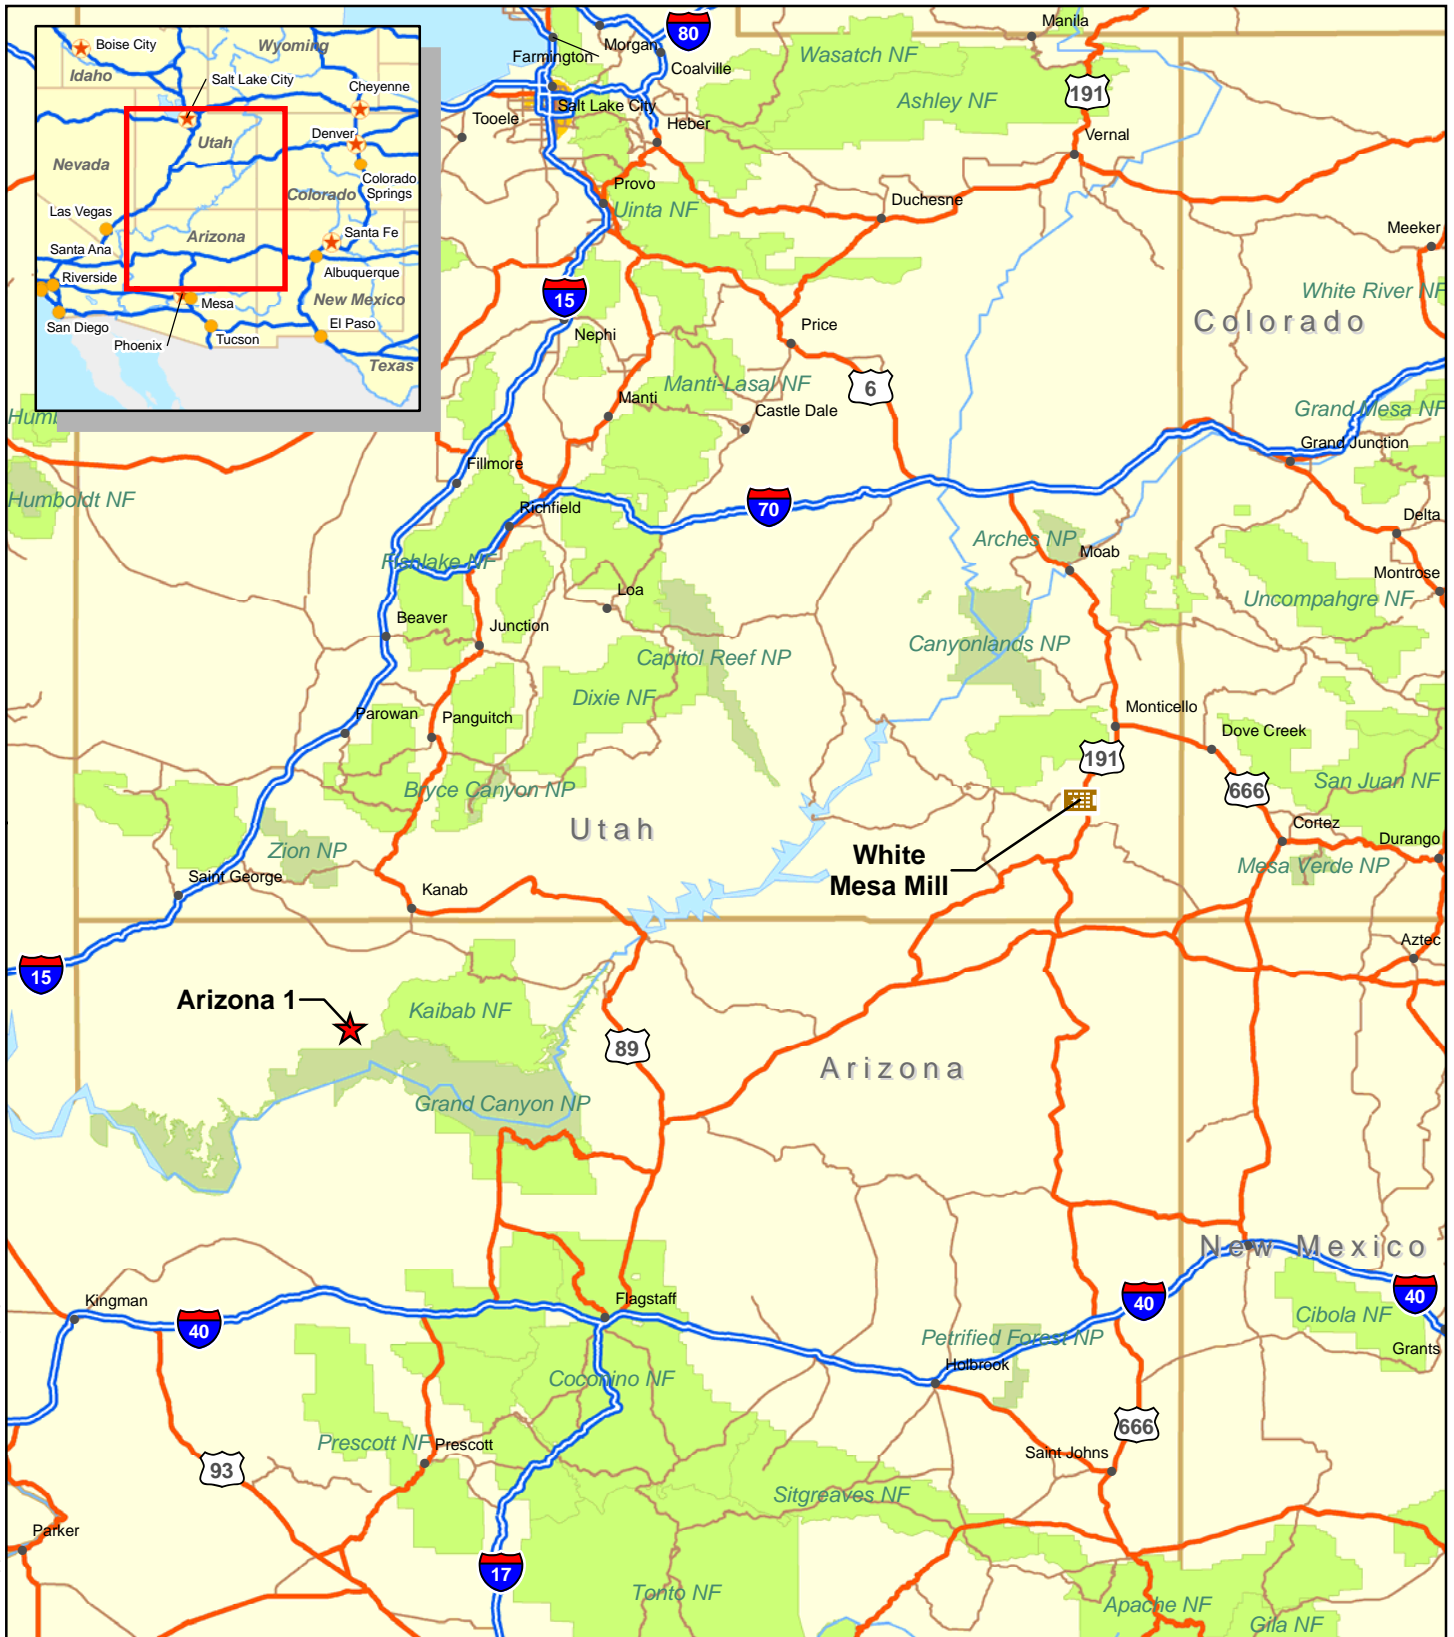 Boise City
Wyoming
Idaho
Salt Lake City
Cheyenne
Utah
Denver
Nevada
Colorado
Springs
Colorado
Las Vegas
Arizona
Santa Fe
Santa Ana
Riverside
Albuquerque
Mesa
New Mexico
San Diego
El Paso
Phoenix
Tucson
Texas
80
Manila
Morgan
Farmington
Wasatch NF
Coalville
191
Ashley NF
Salt Lake City
Tooele
Heber
Vernal
Provo
Duchesne
Uinta NF
Meeker
15
White River NF
Colorado
Price
Nephi
Manti-Lasal NF
6
Manti
Castle Dale
Grand Mesa NF
Humb
Grand Junction
Fillmore
Humboldt NF
Richfield
70
Delta
Arches NP
Moab
Fishlake NF
Montrose
Loa
Uncompahgre NF
Beaver
Junction
Canyonlands NP
Capitol Reef NP
Dixie NF
Monticello
Parowan
Panguitch
Dove Creek
191
San Juan NF
Bryce Canyon NP
666
Utah
Cortez
Durango
Zion NP
White
Mesa Mill
Mesa Verde NP
Saint George
Kanab
Aztec
15
Arizona 1
Kaibab NF
89
Arizona
Grand Canyon NP
New Mexico
Kingman
Flagstaff
40
40
40
Cibola NF
Petrified Forest NP
Grants
Holbrook
Coconino NF
666
Prescott NF
Prescott
Saint Johns
93
Sitgreaves NF
Parker
17
Tonto NF
Apache NF
Gila NF